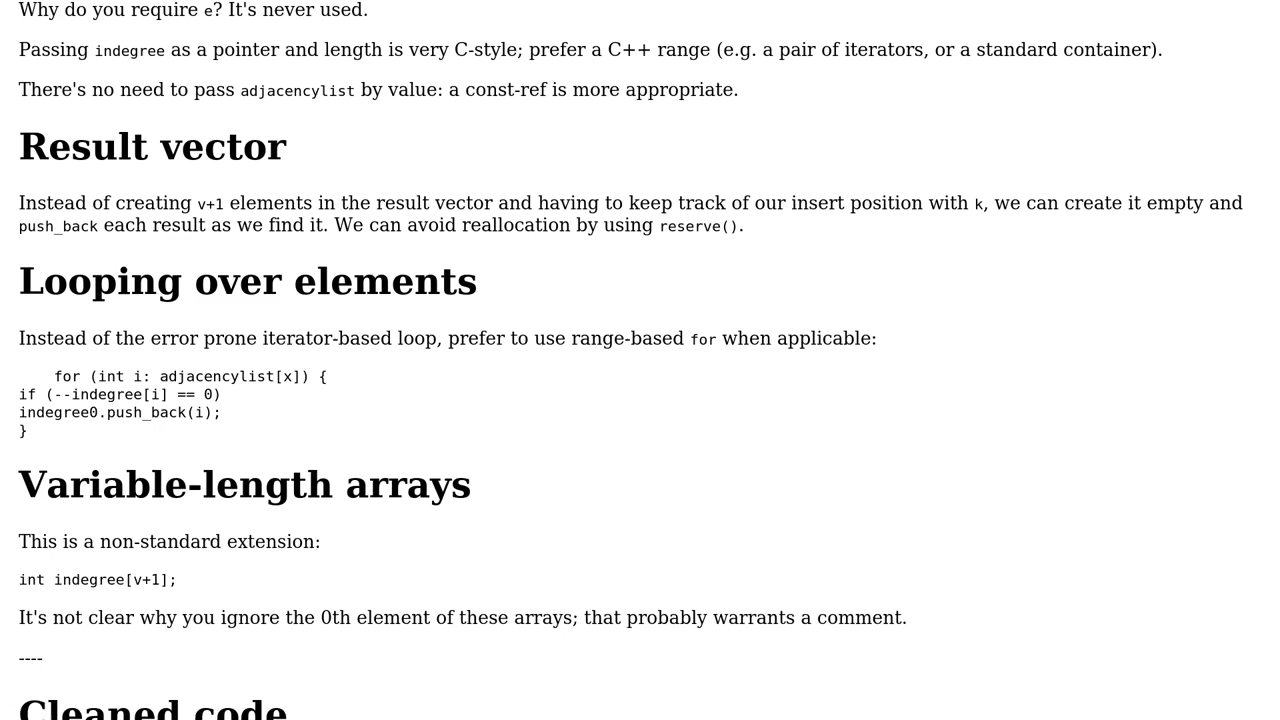 Why do you require e? It's never used.
Passing indegree as a pointer and length is very C-style; prefer a C++ range (e.g. a pair of iterators, or a standard container).
There's no need to pass adjacencylist by value: a const-ref is more appropriate.
Result vector
Instead of creating v+1 elements in the result vector and having to keep track of our insert position with k, we can create it empty and
push_back each result as we find it. We can avoid reallocation by using reserve().
Looping over elements
Instead of the error prone iterator-based loop, prefer to use range-based for when applicable:
    for (int i: adjacencylist[x]) {
if (--indegree[i] == 0)
indegree0.push_back(i);
}
Variable-length arrays
This is a non-standard extension:
int indegree[v+1];
It's not clear why you ignore the 0th element of these arrays; that probably warrants a comment.
----
Cleaned code